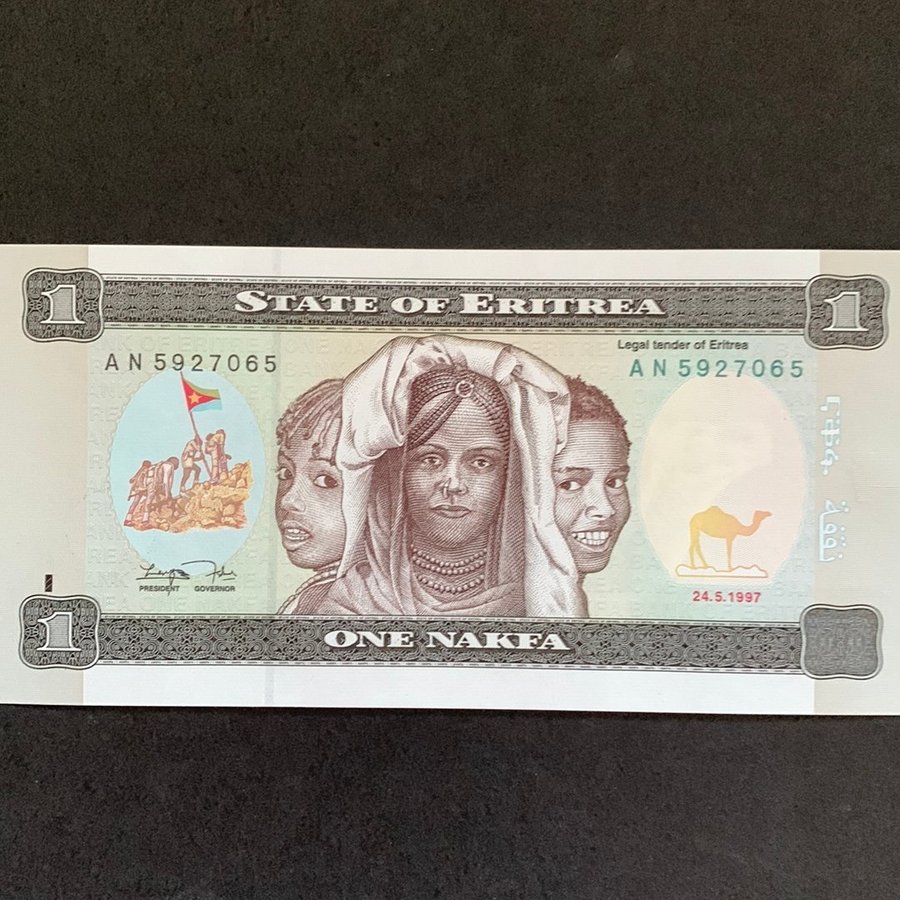 1 STATE OF ERITREA 1
Legal tender of Eritrea
AN 5927065
AN 5927065
ናቕፋ
نقفة
PRESIDENT GOVERNOR
24.5.1997
1 ONE NAKFA